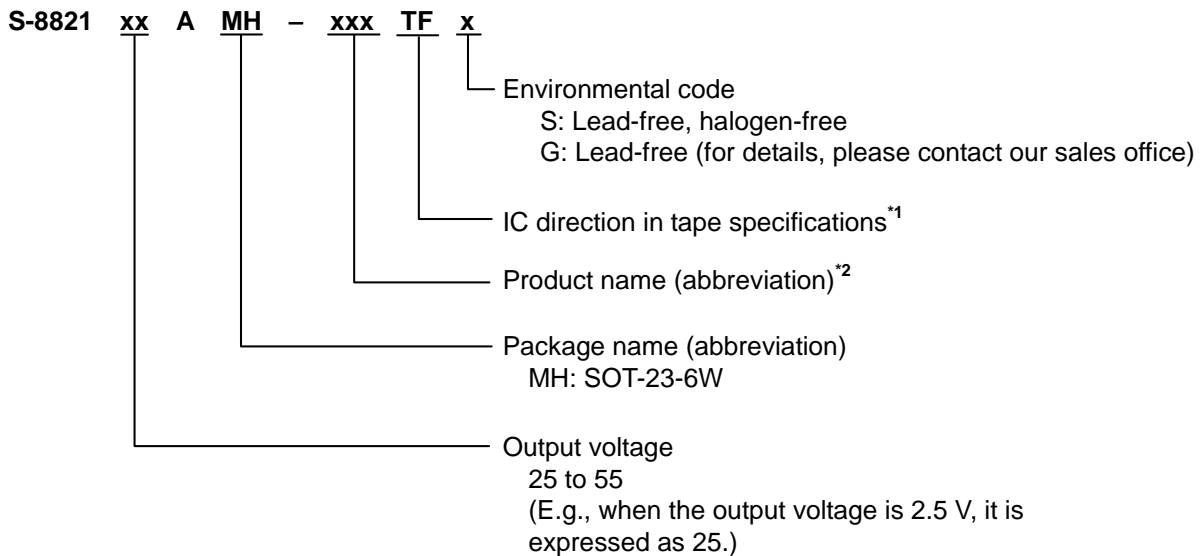 S-8821 xx A MH – xxx TF x
Environmental code
S: Lead-free, halogen-free
G: Lead-free (for details, please contact our sales office)
IC direction in tape specifications*1
Product name (abbreviation)*2
Package name (abbreviation)
MH: SOT-23-6W
Output voltage
25 to 55
(E.g., when the output voltage is 2.5 V, it is
expressed as 25.)